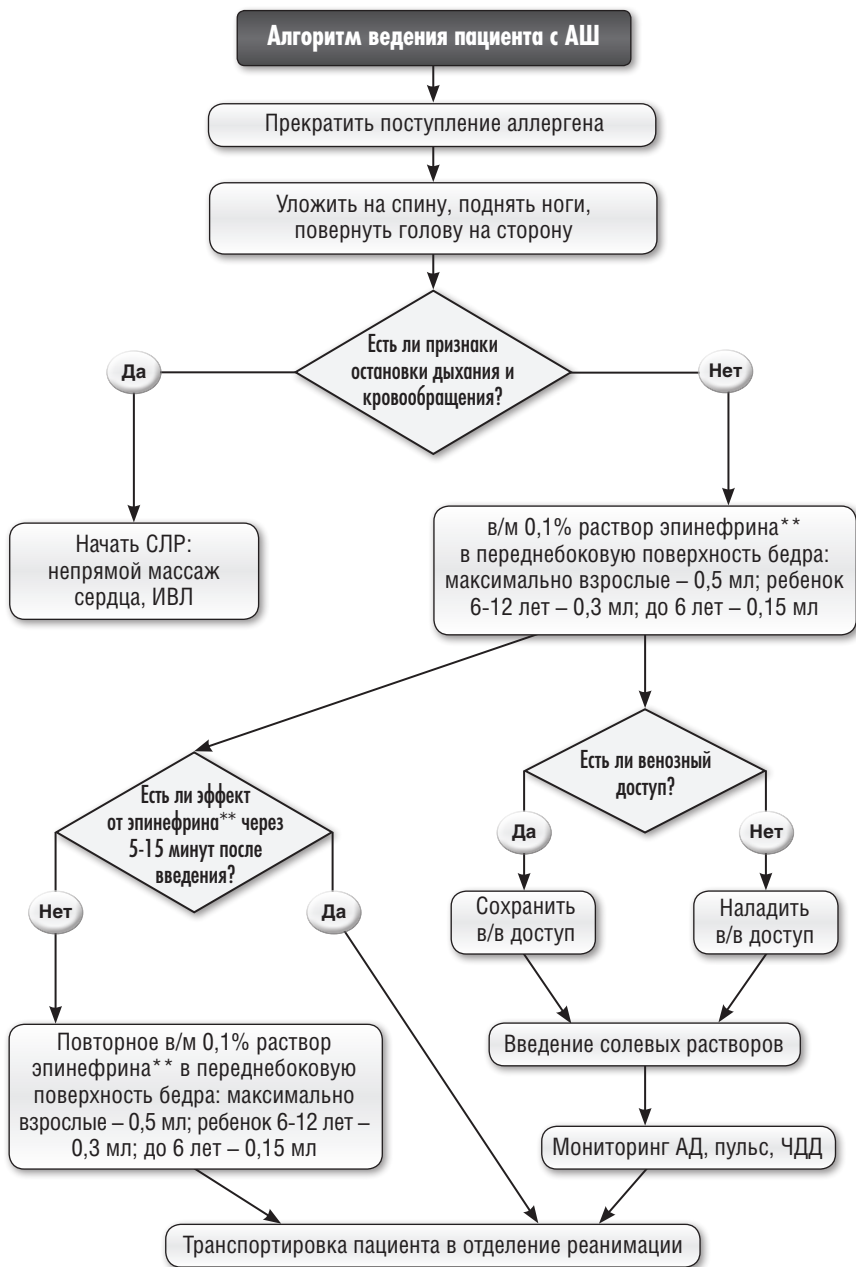 Алгоритм ведения пациента с АШ
Прекратить поступление аллергена
Уложить на спину, поднять ноги,
повернуть голову на сторону
Есть ли признаки
остановки дыхания и
кровообращения?
Да
Нет
Начать СЛР:
непрямой массаж
сердца, ИВЛ
в/м 0,1% раствор эпинефрина**
в переднебоковую поверхность бедра:
максимально взрослые – 0,5 мл; ребенок
6-12 лет – 0,3 мл; до 6 лет – 0,15 мл
Есть ли эффект
от эпинефрина** через
5-15 минут после
введения?
Нет
Да
Есть ли венозный
доступ?
Да
Нет
Сохранить
в/в доступ
Наладить
в/в доступ
Повторное в/м 0,1% раствор
эпинефрина** в переднебоковую
поверхность бедра: максимально
взрослые – 0,5 мл; ребенок 6-12 лет –
0,3 мл; до 6 лет – 0,15 мл
Введение солевых растворов
Мониторинг АД, пульс, ЧДД
Транспортировка пациента в отделение реанимации